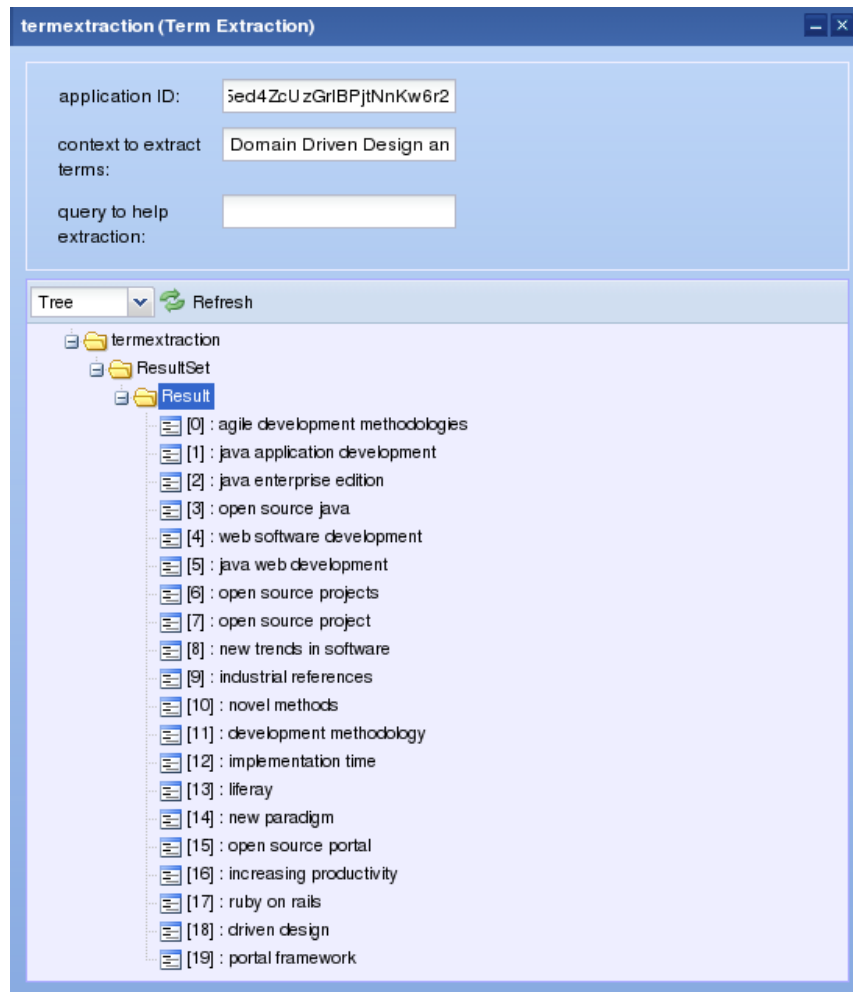 termextraction (Term Extraction)
application ID:
5ed4ZcUzGrIBPjtNnKw6r2
context to extract
terms:
Domain Driven Design an
query to help
extraction:
Tree
Refresh
termextraction
ResultSet
Result
[0] : agile development methodologies
[1] : java application development
[2] : java enterprise edition
[3] : open source java
[4] : web software development
[5] : java web development
[6] : open source projects
[7] : open source project
[8] : new trends in software
[9] : industrial references
[10] : novel methods
[11] : development methodology
[12] : implementation time
[13] : liferay
[14] : new paradigm
[15] : open source portal
[16] : increasing productivity
[17] : ruby on rails
[18] : driven design
[19] : portal framework